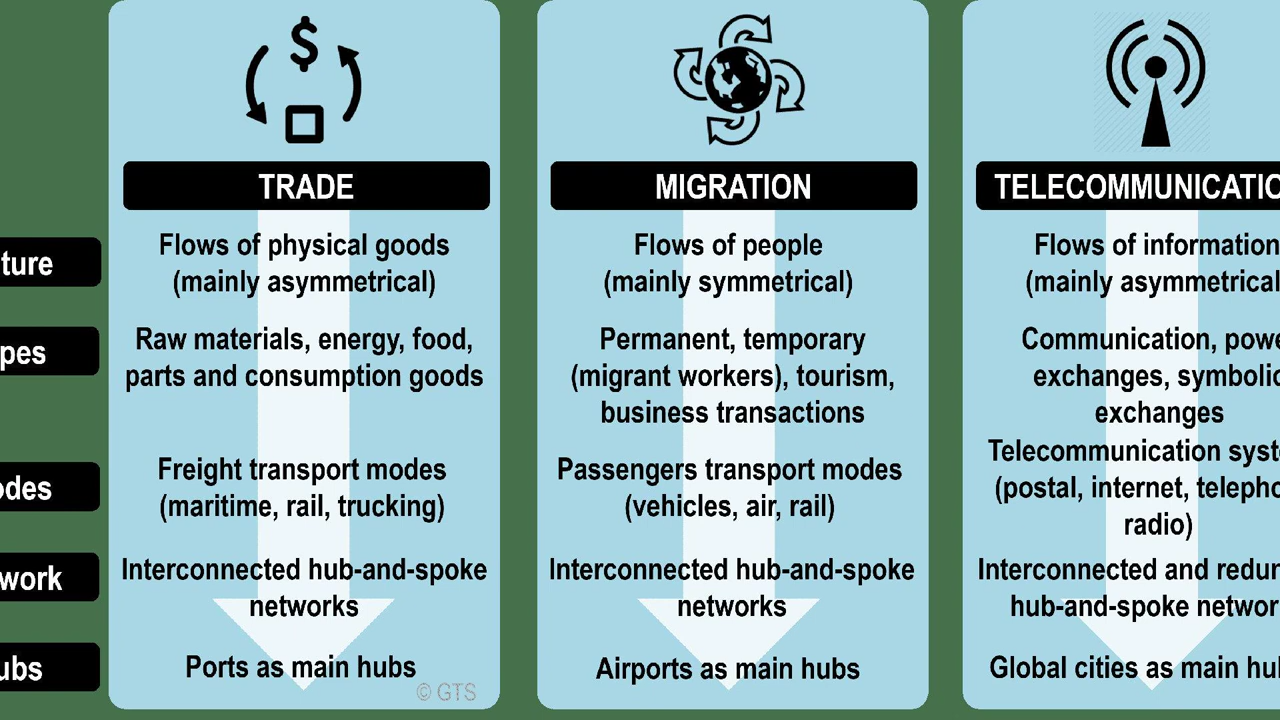 $
TRADE
MIGRATION
TELECOMMUNICATIO
ture
Flows of physical goods
(mainly asymmetrical)
Flows of people
(mainly symmetrical)
Flows of information
(mainly asymmetrical
pes
Raw materials, energy, food,
parts and consumption goods
Permanent, temporary
(migrant workers), tourism,
business transactions
Communication, powe
exchanges, symbolic
exchanges
odes
Freight transport modes
(maritime, rail, trucking)
Passengers transport modes
(vehicles, air, rail)
Telecommunication syste
(postal, internet, telepho
radio)
work
Interconnected hub-and-spoke
networks
Interconnected hub-and-spoke
networks
Interconnected and redun
hub-and-spoke networ
ubs
Ports as main hubs
Airports as main hubs
Global cities as main hub
© GTS